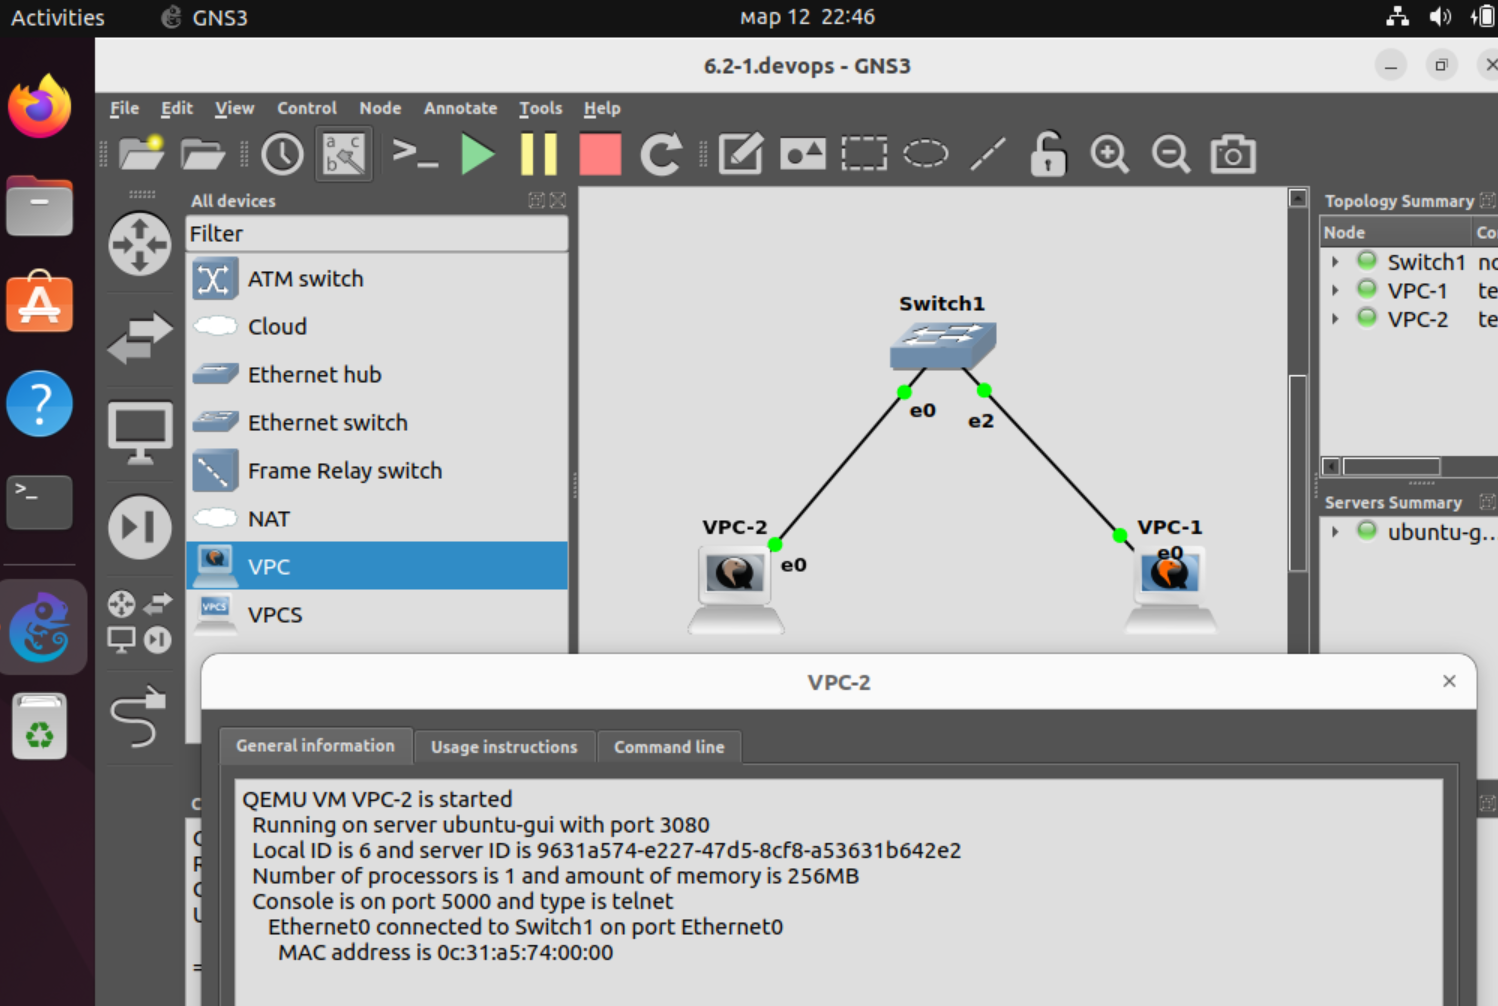 Activities GNS3 мар 12 22:46
6.2-1.devops - GNS3
File Edit View Control Node Annotate Tools Help
All devices
Filter
ATM switch
Cloud
Ethernet hub
Ethernet switch
Frame Relay switch
NAT
VPC
VPCS
Switch1
e0
e2
VPC-2
e0
VPC-1
e0
Topology Summary
Node Co
Switch1 no
VPC-1 te
VPC-2 te
Servers Summary
ubuntu-g...
VPC-2
General information Usage instructions Command line
QEMU VM VPC-2 is started
Running on server ubuntu-gui with port 3080
Local ID is 6 and server ID is 9631a574-e227-47d5-8cf8-a53631b642e2
Number of processors is 1 and amount of memory is 256MB
Console is on port 5000 and type is telnet
Ethernet0 connected to Switch1 on port Ethernet0
MAC address is 0c:31:a5:74:00:00